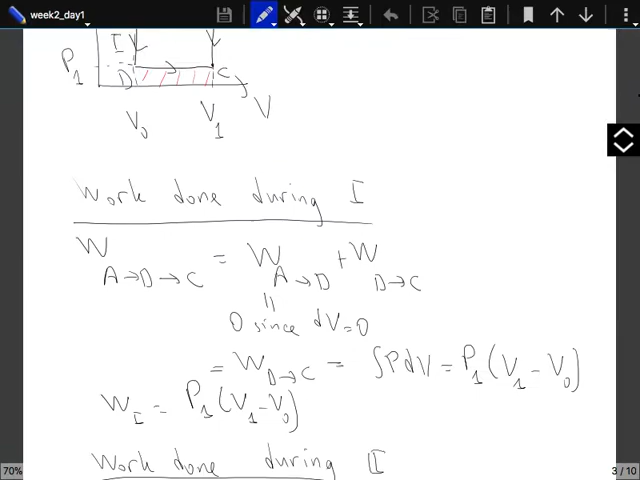 week2_day1
I
P₁
D
C
V₀
V₁
V
Work done during I
W A→D→C = W A→D + W D→C
=
0 since dV=0
= W D→C = ∫PdV = P₁(V₁ - V₀)
W I = P₁(V₁-V₀)
Work done during II
70%
3 / 10